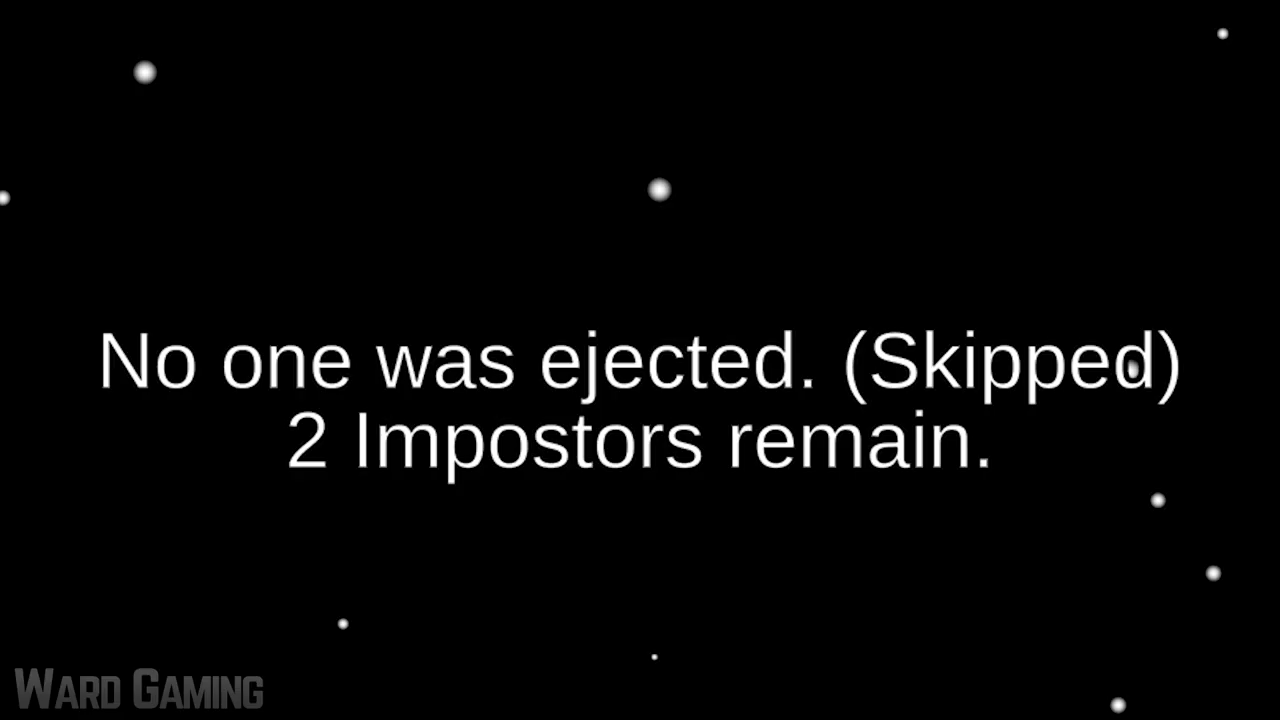 No one was ejected. (Skipped)
2 Impostors remain.
Ward Gaming